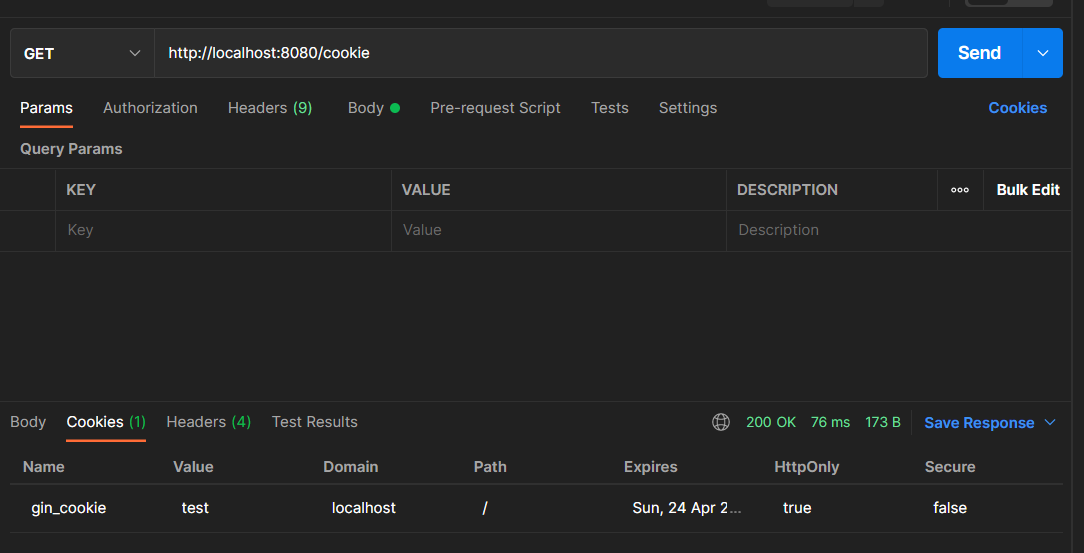 GET http://localhost:8080/cookie Send
Params Authorization Headers (9) Body Pre-request Script Tests Settings Cookies
Query Params
KEY VALUE DESCRIPTION ooo Bulk Edit
Key Value Description
Body Cookies (1) Headers (4) Test Results 200 OK 76 ms 173 B Save Response
Name Value Domain Path Expires HttpOnly Secure
gin_cookie test localhost / Sun, 24 Apr 2... true false